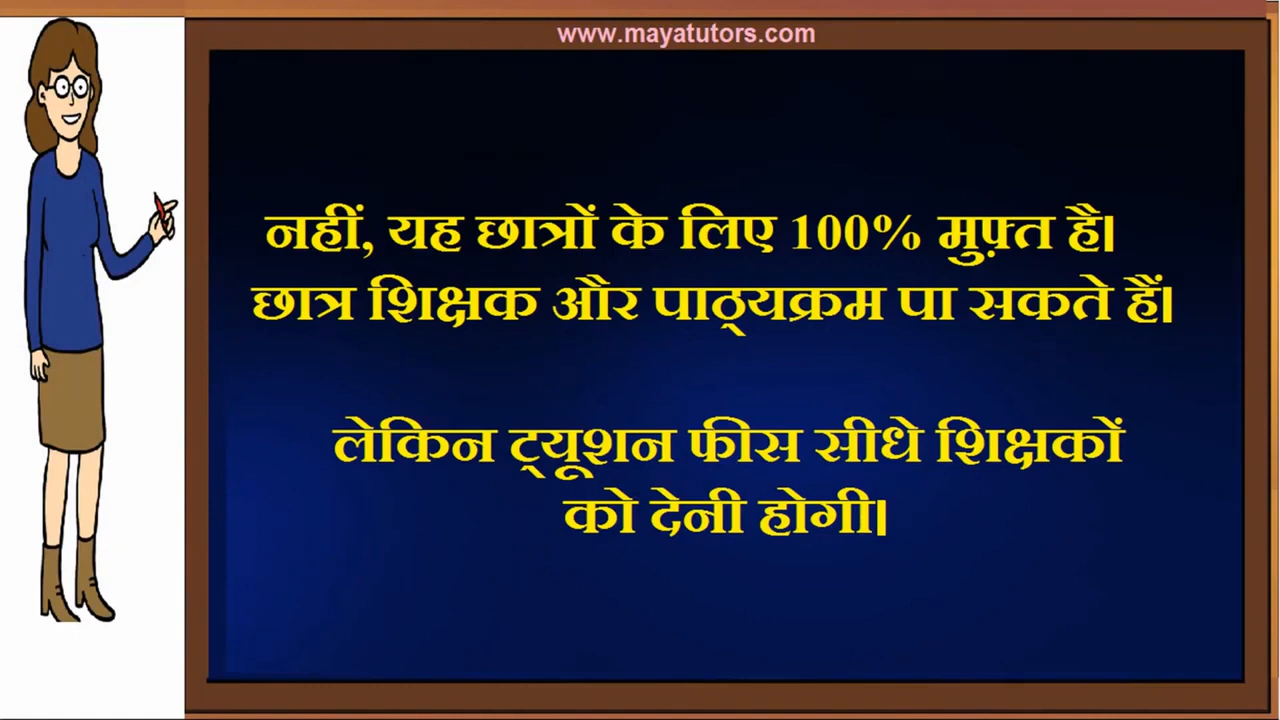 www.mayatutors.com
नहीं, यह छात्रों के लिए 100% मुफ़्त है।
छात्र शिक्षक और पाठ्यक्रम पा सकते हैं।
लेकिन ट्यूशन फीस सीधे शिक्षकों
को देनी होगी।